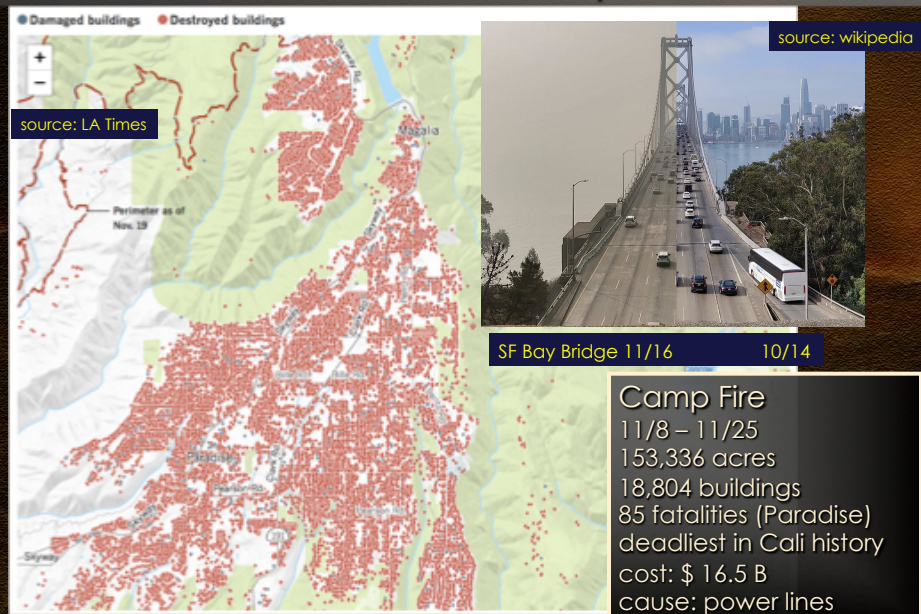 Damaged buildings Destroyed buildings
source: wikipedia
+
−
source: LA Times
Magalia
Perimeter as of
Nov. 19
SF Bay Bridge 11/16 10/14
Camp Fire
11/8 – 11/25
153,336 acres
18,804 buildings
85 fatalities (Paradise)
deadliest in Cali history
cost: $ 16.5 B
cause: power lines
Paradise
Pearson Rd.
Skyway